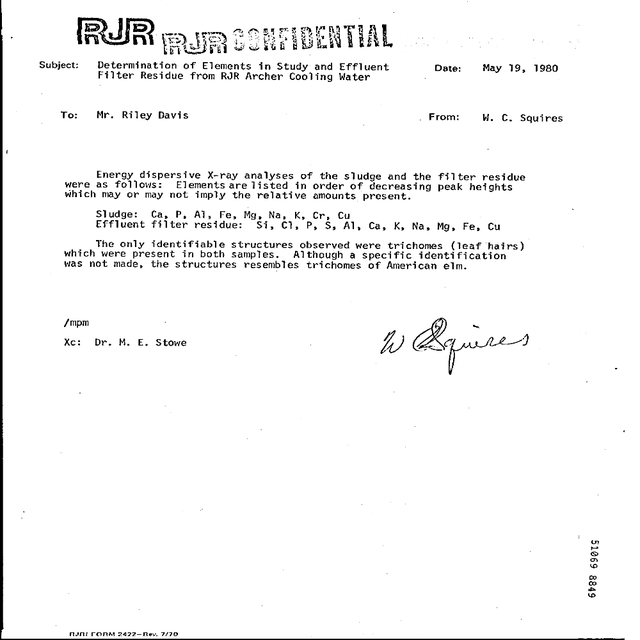 RJR RJR CONFIDENTIAL
Subject: Determination of Elements in Study and Effluent Date: May 19, 1980
Filter Residue from RJR Archer Cooling Water
To: Mr. Riley Davis From: W. C. Squires
Energy dispersive X-ray analyses of the sludge and the filter residue
were as follows: Elements are listed in order of decreasing peak heights
which may or may not imply the relative amounts present.
Sludge: Ca, P, Al, Fe, Mg, Na, K, Cr, Cu
Effluent filter residue: Si, Cl, P, S, Al, Ca, K, Na, Mg, Fe, Cu
The only identifiable structures observed were trichomes (leaf hairs)
which were present in both samples. Although a specific identification
was not made, the structures resembles trichomes of American elm.
/mpm
Xc: Dr. M. E. Stowe
W C Squires
51069 8849
RJRI FORM 2422-Rev. 7/70